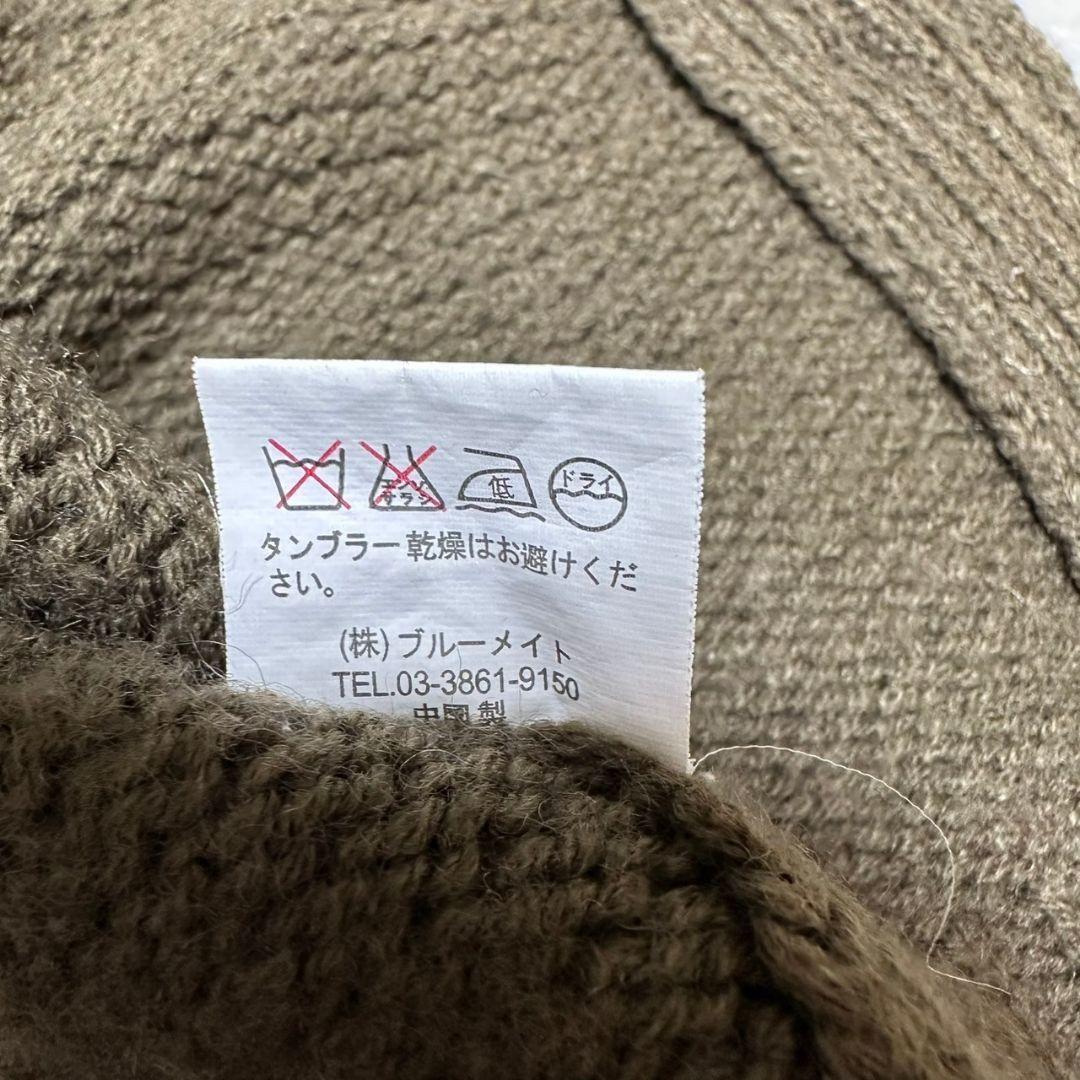 エンソ
サラシ
低
ドライ
タンブラー乾燥はお避けくだ
さい。
(株)ブルーメイト
TEL.03-3861-9150
中國製